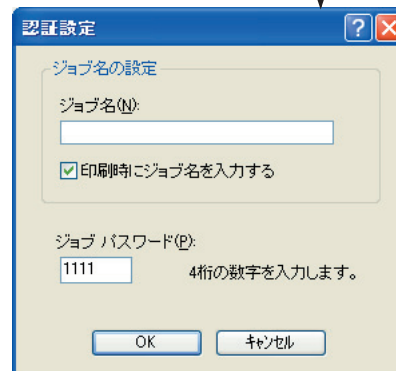 認証設定
ジョブ名の設定
ジョブ名(N):
印刷時にジョブ名を入力する
ジョブ パスワード(P):
1111 4桁の数字を入力します。
OK キャンセル